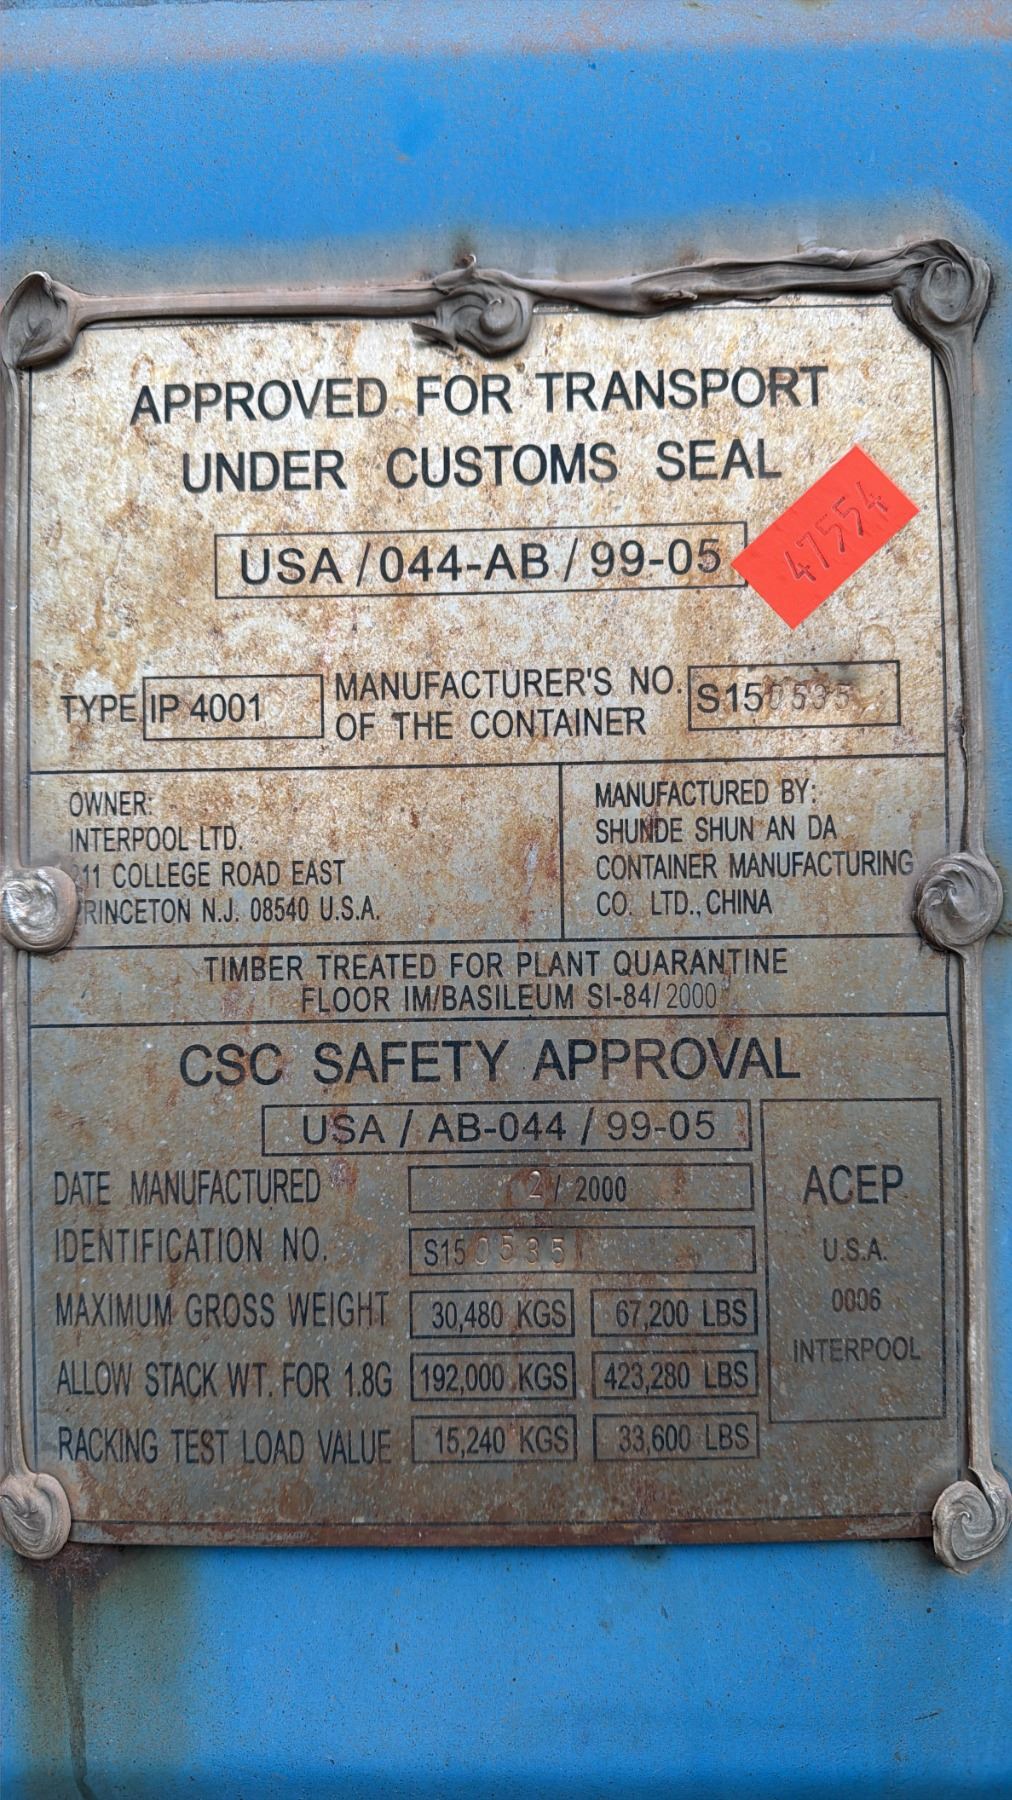 APPROVED FOR TRANSPORT
UNDER CUSTOMS SEAL
USA / 044-AB / 99-05
47554
TYPE IP 4001 MANUFACTURER'S NO. OF THE CONTAINER S150535
OWNER:
INTERPOOL LTD.
211 COLLEGE ROAD EAST
PRINCETON N.J. 08540 U.S.A.
MANUFACTURED BY:
SHUNDE SHUN AN DA
CONTAINER MANUFACTURING
CO. LTD., CHINA
TIMBER TREATED FOR PLANT QUARANTINE
FLOOR IM/BASILEUM SI-84/ 2000
CSC SAFETY APPROVAL
USA / AB-044 / 99-05
DATE MANUFACTURED 2 / 2000
IDENTIFICATION NO. S150535
MAXIMUM GROSS WEIGHT 30,480 KGS 67,200 LBS
ALLOW STACK WT. FOR 1.8G 192,000 KGS 423,280 LBS
RACKING TEST LOAD VALUE 15,240 KGS 33,600 LBS
ACEP
U.S.A.
0006
INTERPOOL